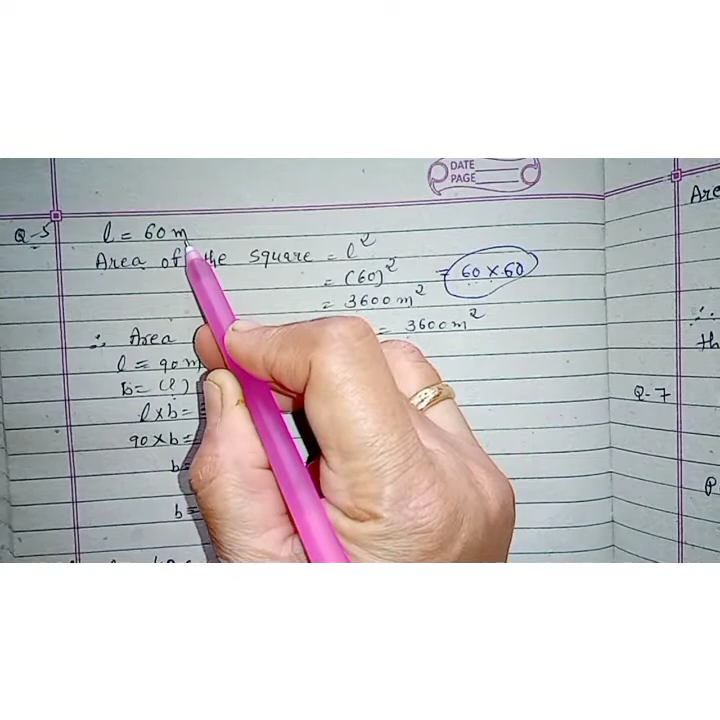 DATE
PAGE
Q-5 l = 60 m
Area of the square = l²
= (60)² = 60 × 60
= 3600 m²
∴ Area = 3600 m²
l = 90 m
b = (?)
l × b =
90 × b =
b =
b =
Are
th
Q-7
P